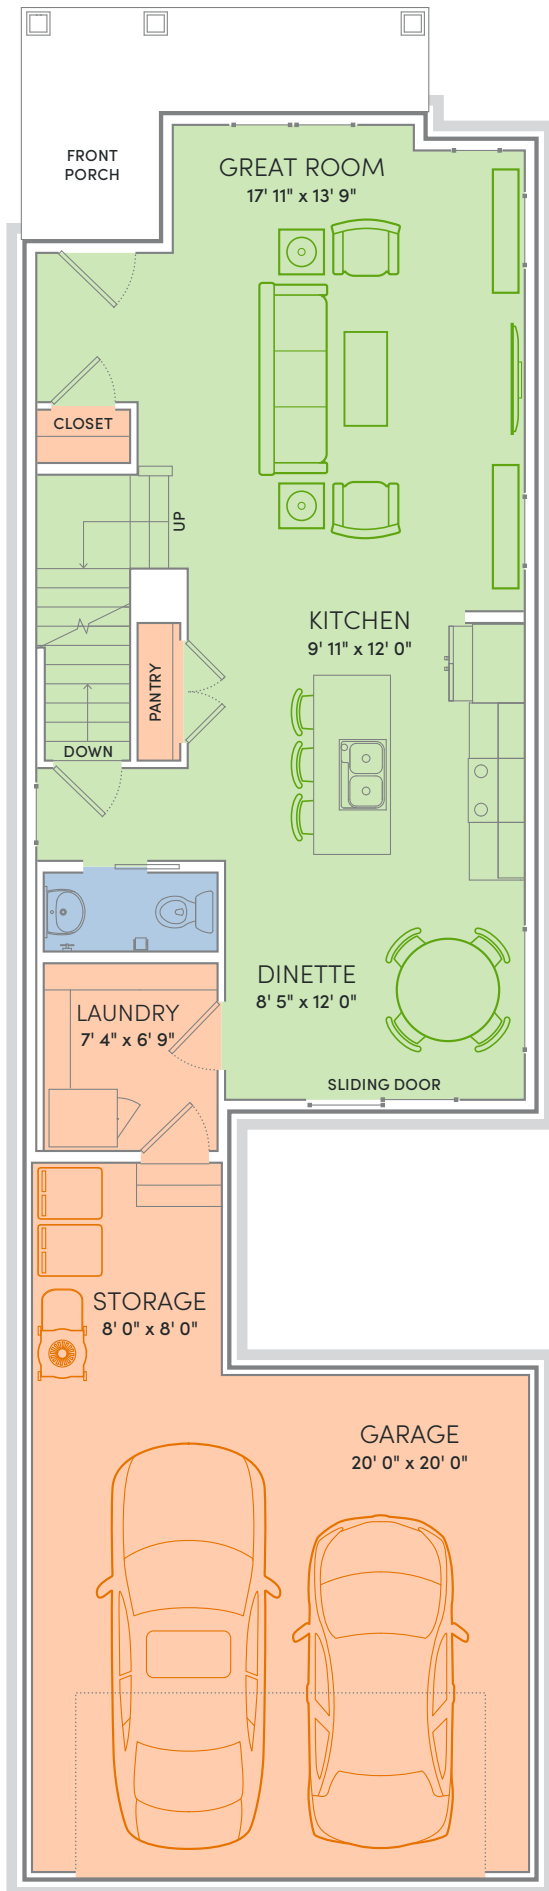 FRONT
PORCH
GREAT ROOM
17' 11" x 13' 9"
CLOSET
UP
KITCHEN
9' 11" x 12' 0"
PANTRY
DOWN
DINETTE
8' 5" x 12' 0"
LAUNDRY
7' 4" x 6' 9"
SLIDING DOOR
STORAGE
8' 0" x 8' 0"
GARAGE
20' 0" x 20' 0"